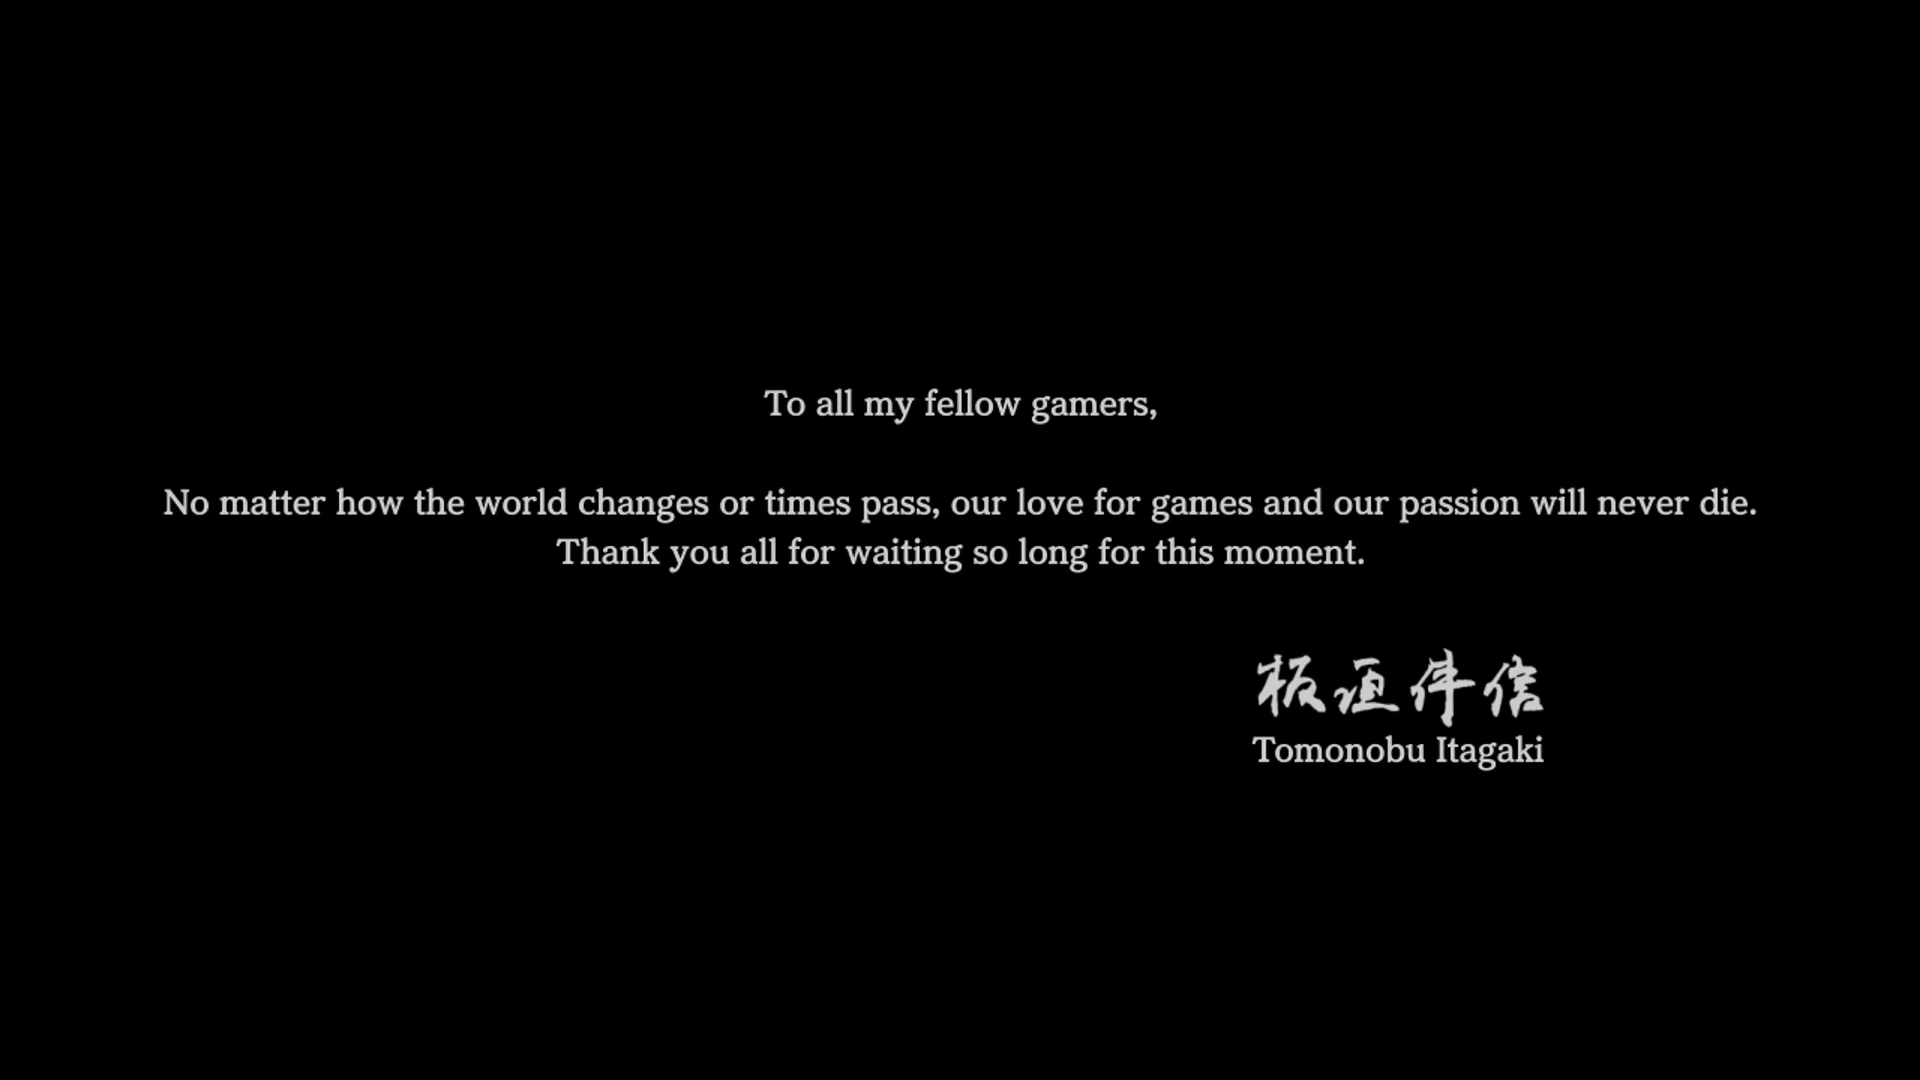 To all my fellow gamers,
No matter how the world changes or times pass, our love for games and our passion will never die.
Thank you all for waiting so long for this moment.
板垣伴信
Tomonobu Itagaki